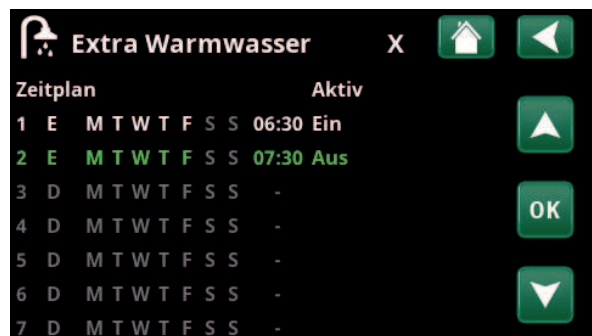 Extra Warmwasser X
Zeitplan Aktiv
1 E M T W T F S S 06:30 Ein
2 E M T W T F S S 07:30 Aus
3 D M T W T F S S -
4 D M T W T F S S -
OK
5 D M T W T F S S -
6 D M T W T F S S -
7 D M T W T F S S -